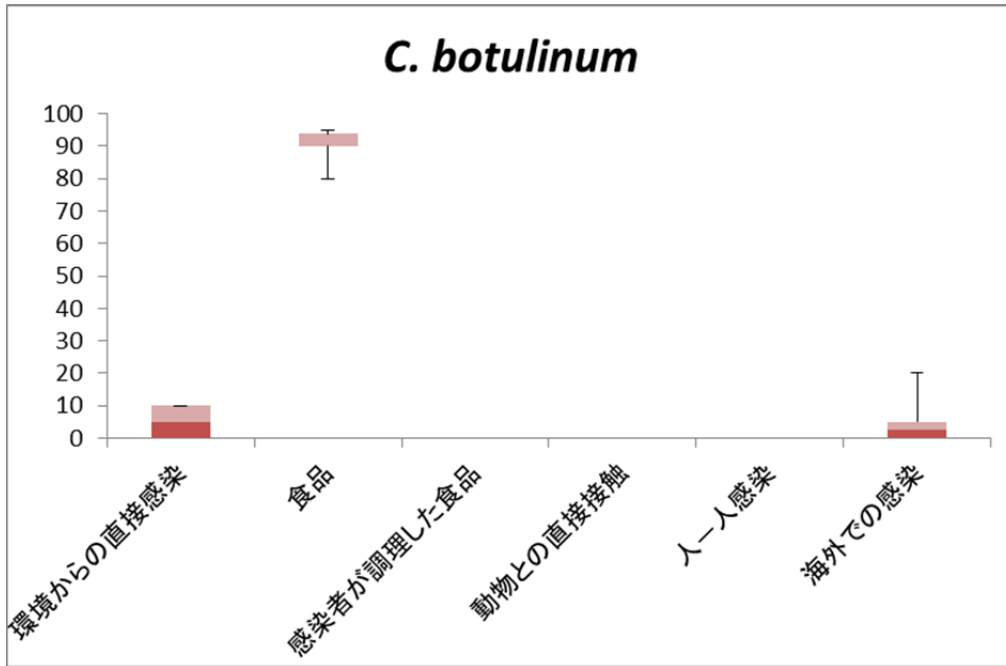 C. botulinum
100
90
80
70
60
50
40
30
20
10
0
環境からの直接感染
食品
感染者が調理した食品
動物との直接接触
人－人感染
海外での感染